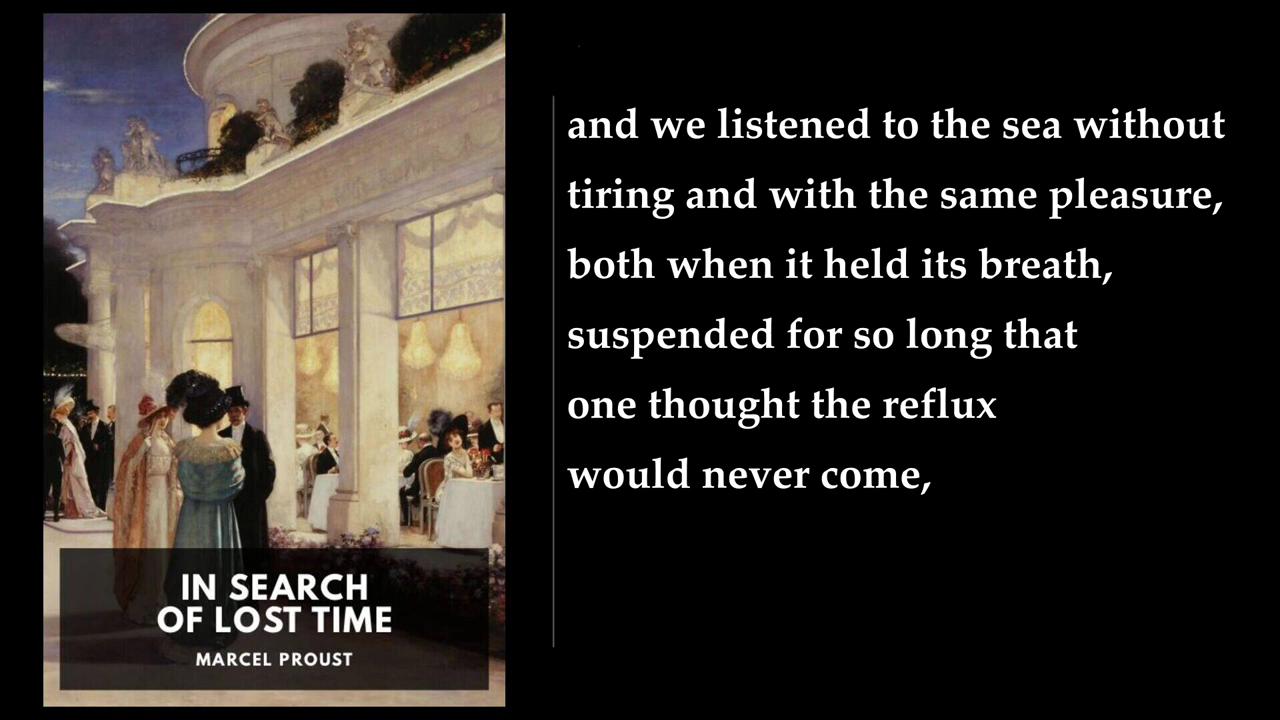 and we listened to the sea without
tiring and with the same pleasure,
both when it held its breath,
suspended for so long that
one thought the reflux
would never come,
IN SEARCH
OF LOST TIME
MARCEL PROUST